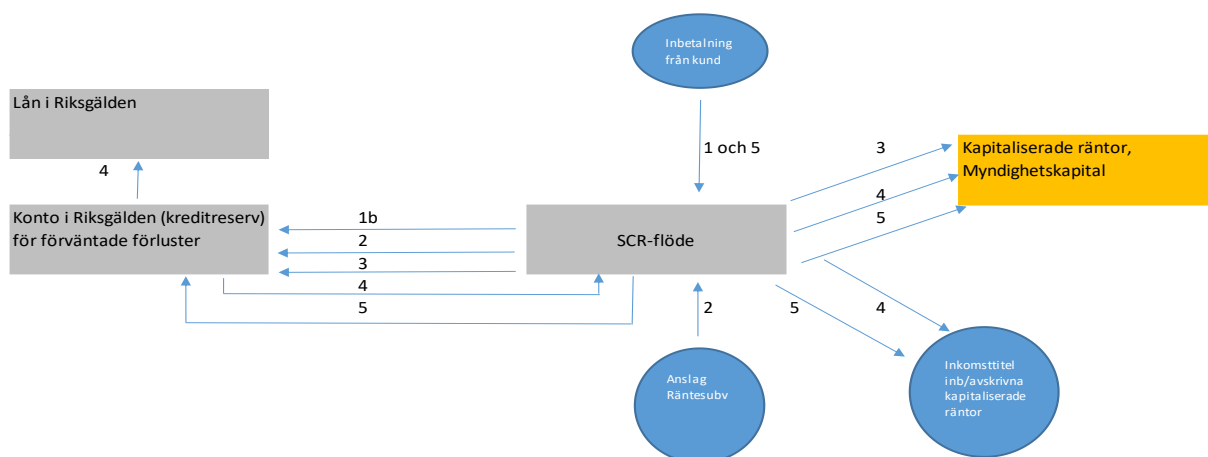 Inbetalning
från kund
Lån i Riksgälden
4
1 och 5
3
Kapitaliserade räntor,
Myndighetskapital
4
5
Konto i Riksgälden (kreditreserv)
för förväntade förluster
1b
2
3
4
5
SCR-flöde
2
5
4
Anslag
Räntesubv
Inkomsttitel
inb/avskrivna
kapitaliserade
räntor